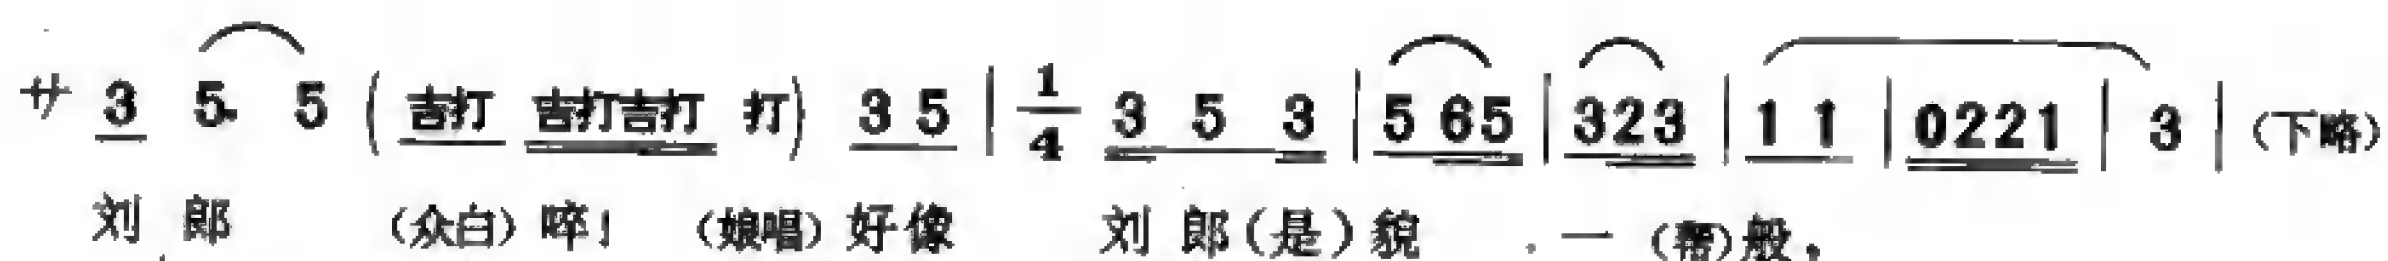 サ 3 5. 5 (吉打 吉打吉打 打) 3 5 | 1/4 3 5 3 | 5 65 | 323 | 1 1 | 0221 | 3 | (下略)
刘 郎 (众白) 啐! (娘唱) 好像 刘 郎(是)貌 一 (帮)般,